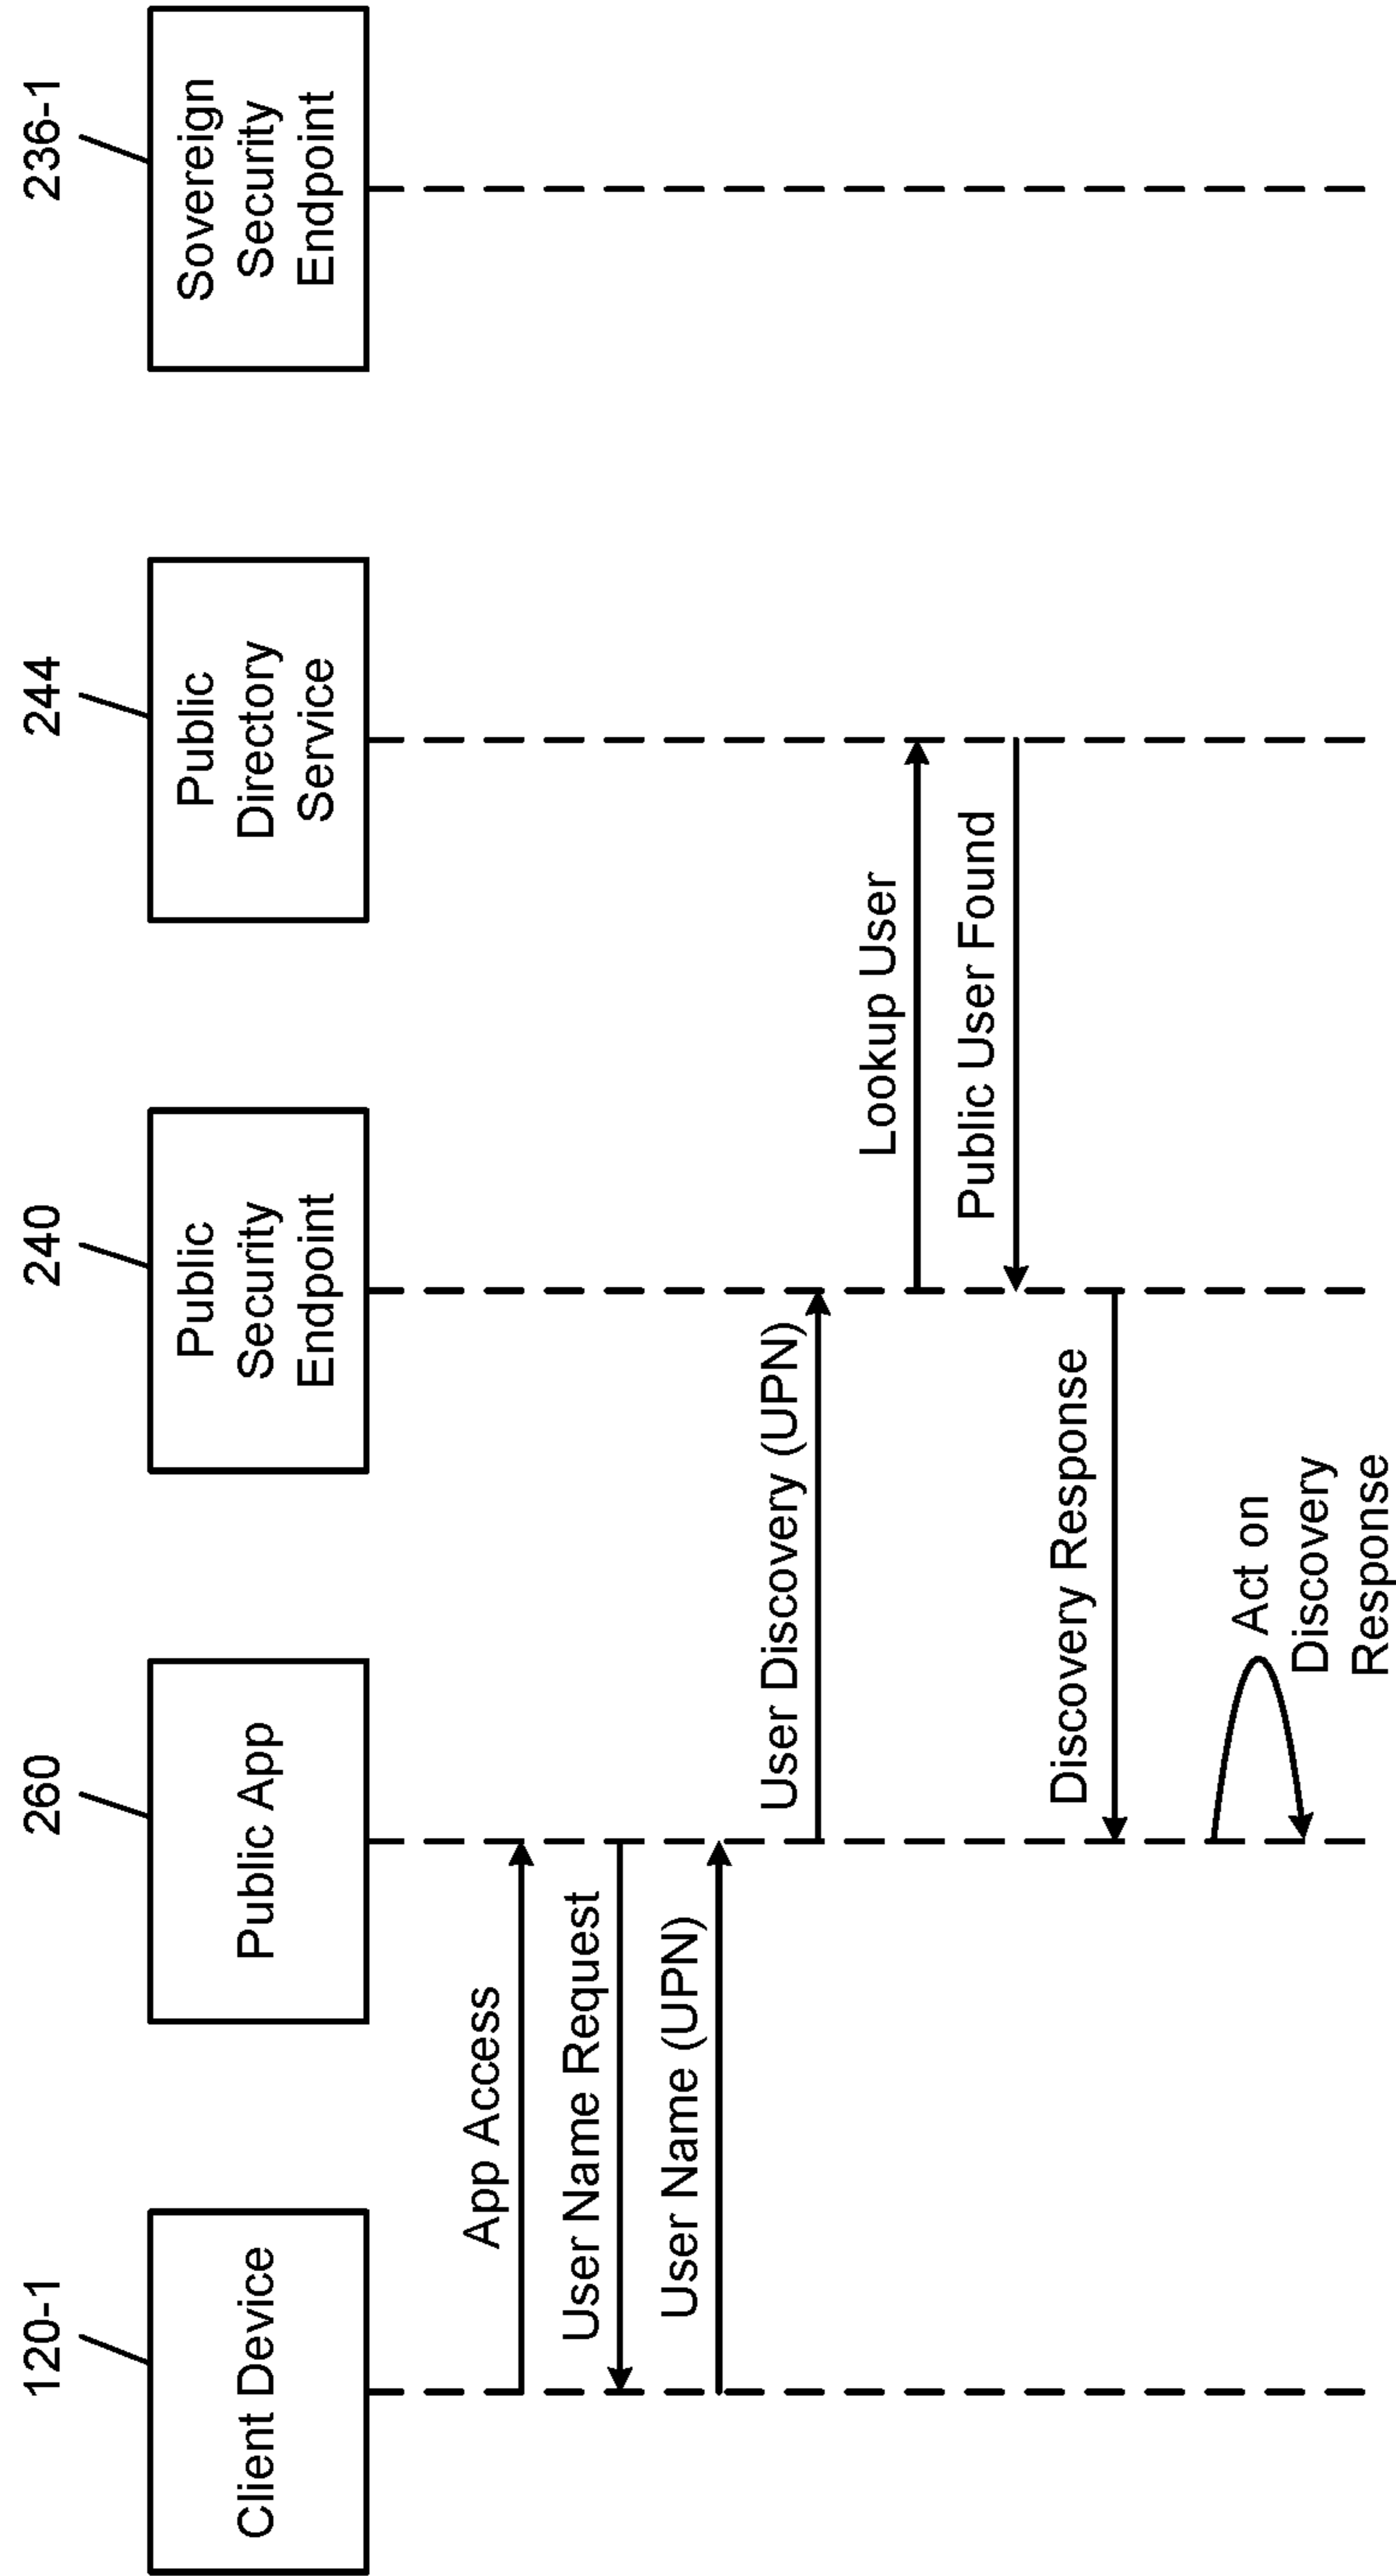 120-1
260
240
244
236-1
Client Device
Public App
Public
Security
Endpoint
Public
Directory
Service
Sovereign
Security
Endpoint
App Access
User Name Request
User Name (UPN)
User Discovery (UPN)
Lookup User
Public User Found
Discovery Response
Act on
Discovery
Response